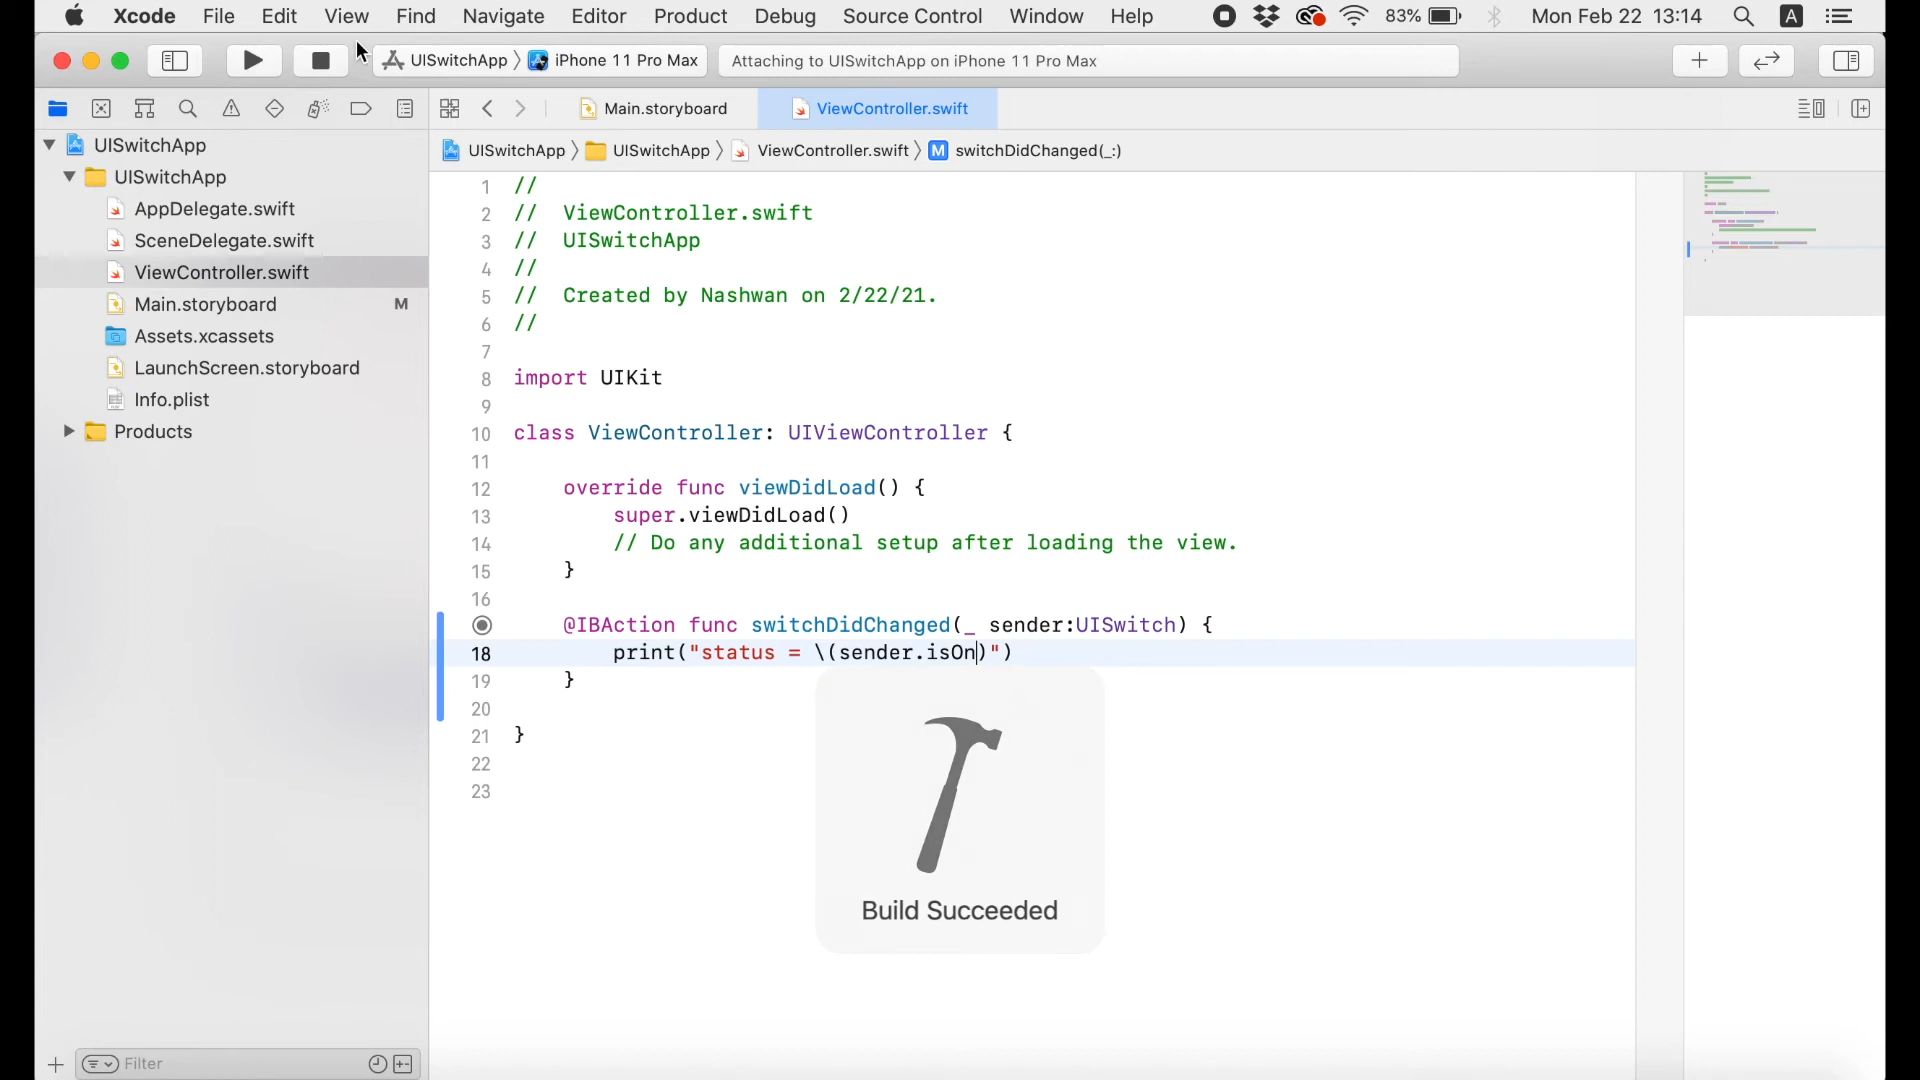 Xcode File Edit View Find Navigate Editor Product Debug Source Control Window Help 83% Mon Feb 22 13:14 A
UISwitchApp iPhone 11 Pro Max Attaching to UISwitchApp on iPhone 11 Pro Max
Main.storyboard ViewController.swift
UISwitchApp UISwitchApp ViewController.swift M switchDidChanged(_:)
UISwitchApp
UISwitchApp
AppDelegate.swift
SceneDelegate.swift
ViewController.swift
Main.storyboard M
Assets.xcassets
LaunchScreen.storyboard
Info.plist
Products
1 //
2 // ViewController.swift
3 // UISwitchApp
4 //
5 // Created by Nashwan on 2/22/21.
6 //
7
8 import UIKit
9
10 class ViewController: UIViewController {
11
12 override func viewDidLoad() {
13 super.viewDidLoad()
14 // Do any additional setup after loading the view.
15 }
16
@IBAction func switchDidChanged(_ sender:UISwitch) {
18 print("status = \(sender.isOn)")
19 }
20
21 }
22
23
Build Succeeded
Filter